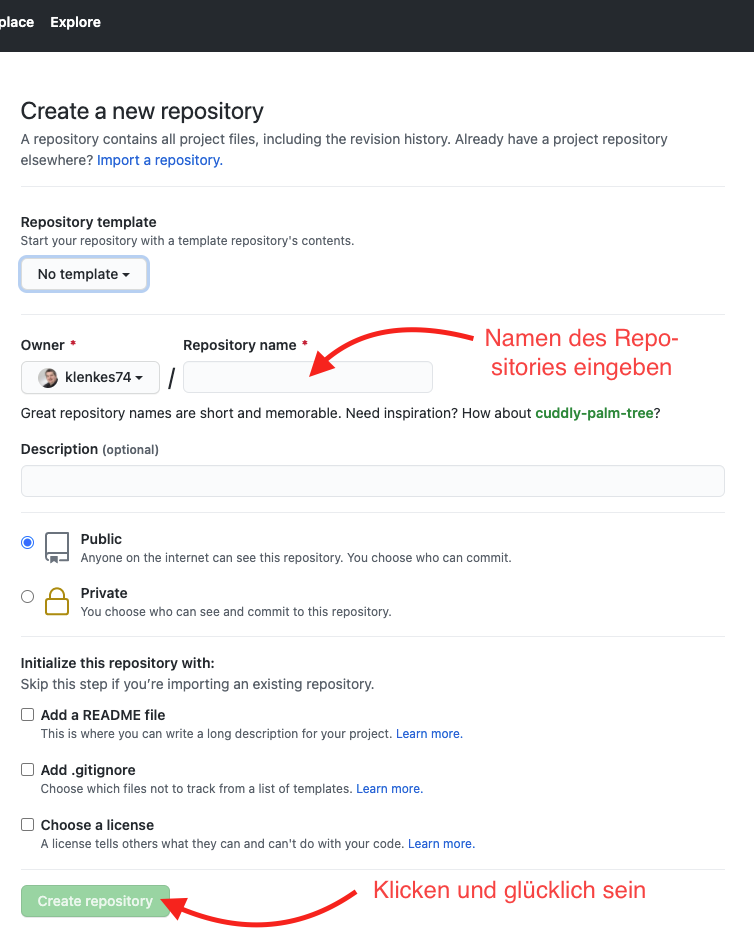 place Explore
Create a new repository
A repository contains all project files, including the revision history. Already have a project repository
elsewhere? Import a repository.
Repository template
Start your repository with a template repository's contents.
No template
Owner * Repository name *
Namen des Repo-
sitories eingeben
klenkes74 /
Great repository names are short and memorable. Need inspiration? How about cuddly-palm-tree?
Description (optional)
Public
Anyone on the internet can see this repository. You choose who can commit.
Private
You choose who can see and commit to this repository.
Initialize this repository with:
Skip this step if you’re importing an existing repository.
Add a README file
This is where you can write a long description for your project. Learn more.
Add .gitignore
Choose which files not to track from a list of templates. Learn more.
Choose a license
A license tells others what they can and can't do with your code. Learn more.
Klicken und glücklich sein
Create repository